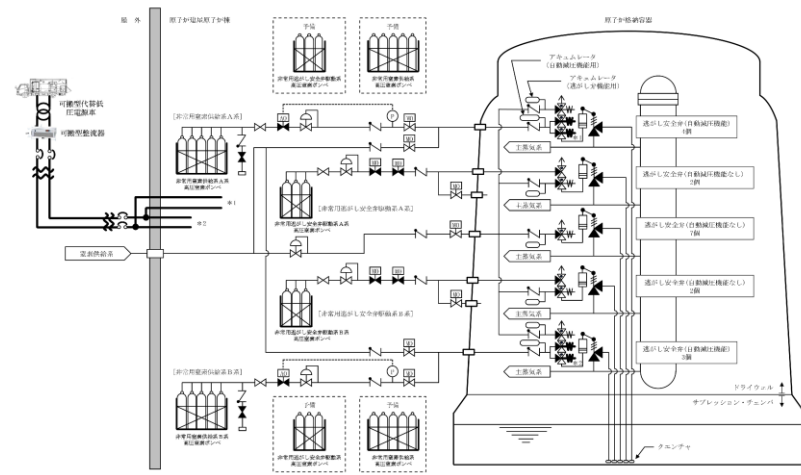 屋 外
原子炉建屋原子炉棟
原子炉格納容器
予備
非常用逃がし安全弁駆動系
高圧窒素ボンベ
予備
非常用窒素供給系
高圧窒素ボンベ
アキュムレータ
(自動減圧機能用)
アキュムレータ
(逃がし弁機能用)
可搬型代替低
圧電源車
可搬型整流器
[非常用窒素供給系A系]
非常用窒素供給系A系
高圧窒素ボンベ
AO
P
MO
MO
主蒸気系
逃がし安全弁(自動減圧機能)
4個
MO
MO
MO
非常用逃がし安全弁駆動系A系
高圧窒素ボンベ
[非常用逃がし安全弁駆動系A系]
主蒸気系
逃がし安全弁(自動減圧機能なし)
2個
*1
*2
窒素供給系
MO
主蒸気系
逃がし安全弁(自動減圧機能なし)
7個
MO
MO
MO
非常用逃がし安全弁駆動系B系
高圧窒素ボンベ
[非常用逃がし安全弁駆動系B系]
主蒸気系
逃がし安全弁(自動減圧機能なし)
2個
MO
[非常用窒素供給系B系]
AO
P
MO
主蒸気系
逃がし安全弁(自動減圧機能)
3個
非常用窒素供給系B系
高圧窒素ボンベ
ドライウェル
サプレッション・チェンバ
予備
非常用逃がし安全弁駆動系
高圧窒素ボンベ
予備
非常用窒素供給系
高圧窒素ボンベ
クエンチャ